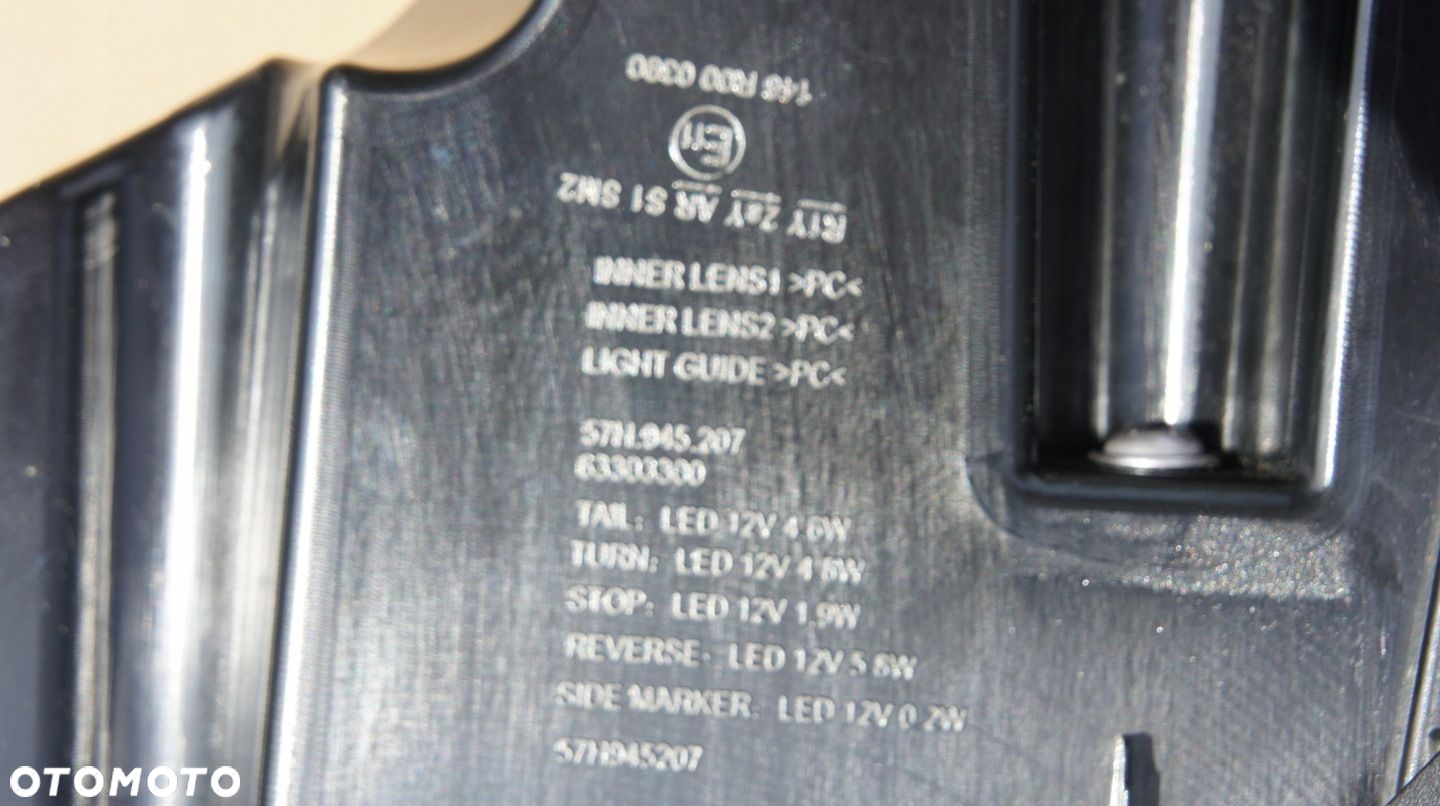 148 R00 0300
E11
R1Y 2aY AR S1 SM2
INNER LENS1 >PC<
INNER LENS2 >PC<
LIGHT GUIDE >PC<
57H.945.207
63303300
TAIL: LED 12V 4.6W
TURN: LED 12V 4.6W
STOP: LED 12V 1.9W
REVERSE: LED 12V 5.6W
SIDE MARKER: LED 12V 0.2W
57H945207
OTOMOTO